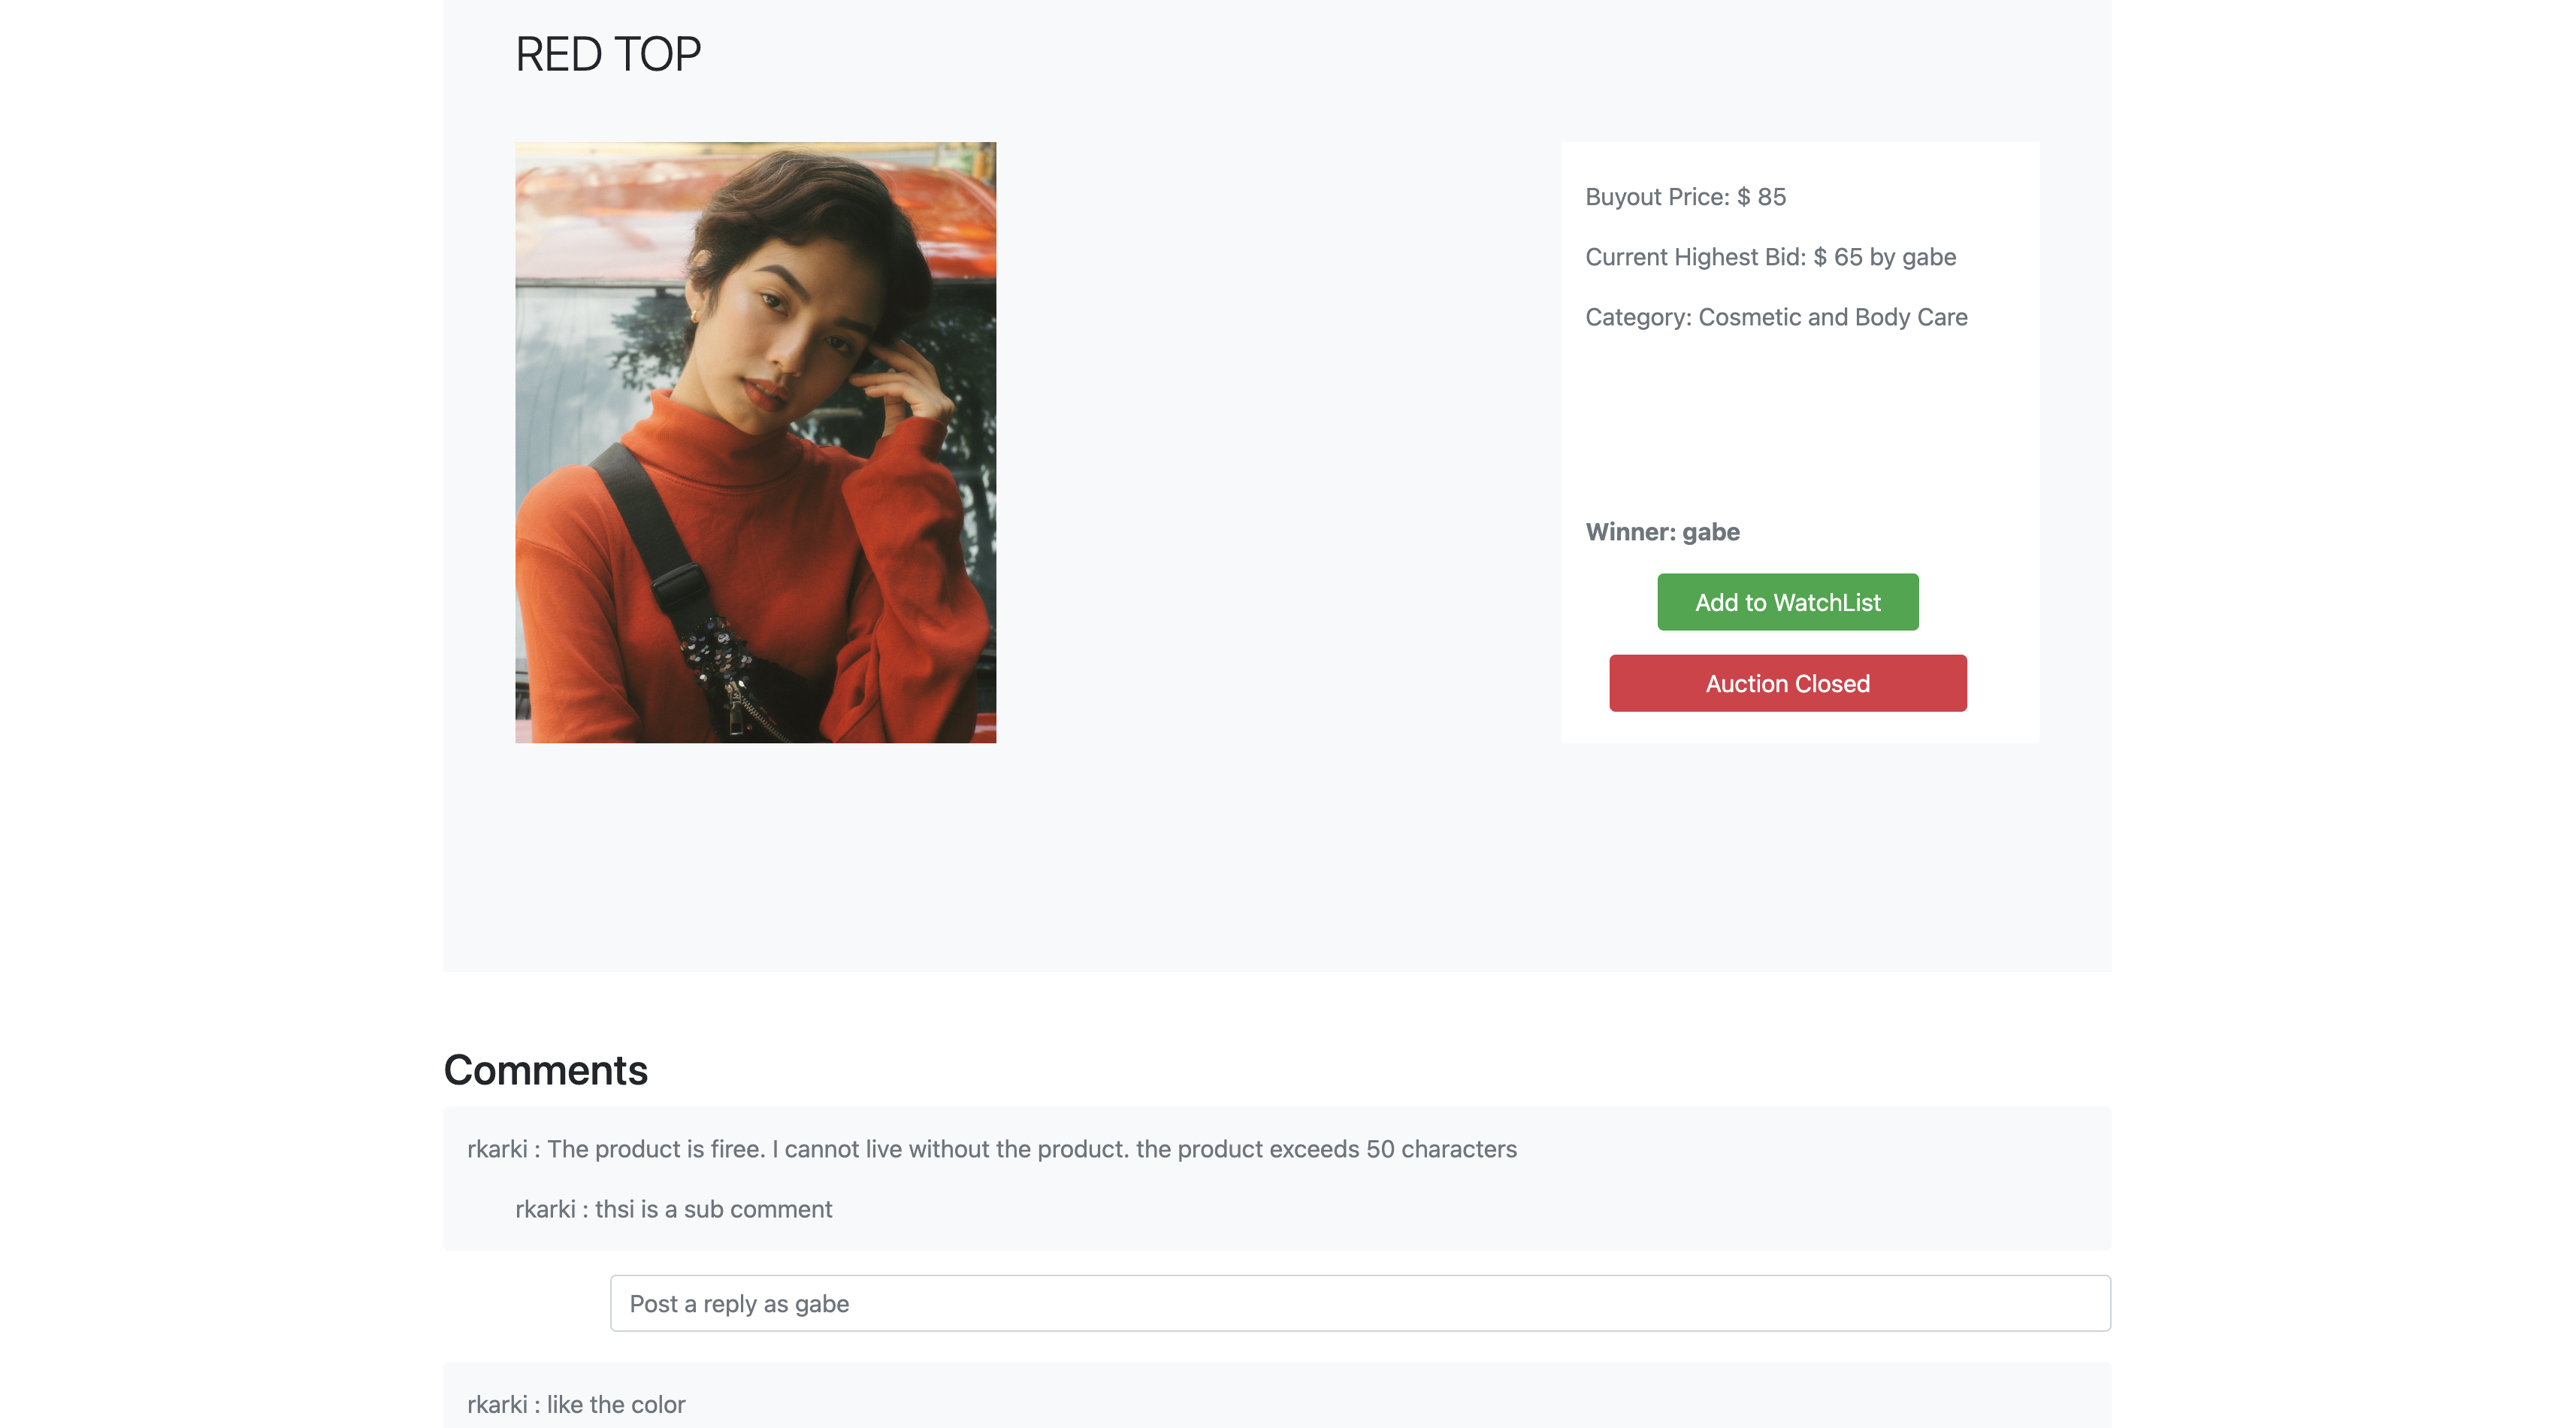 RED TOP
Buyout Price: $ 85
Current Highest Bid: $ 65 by gabe
Category: Cosmetic and Body Care
Winner: gabe
Add to WatchList
Auction Closed
Comments
rkarki : The product is firee. I cannot live without the product. the product exceeds 50 characters
rkarki : thsi is a sub comment
Post a reply as gabe
rkarki : like the color